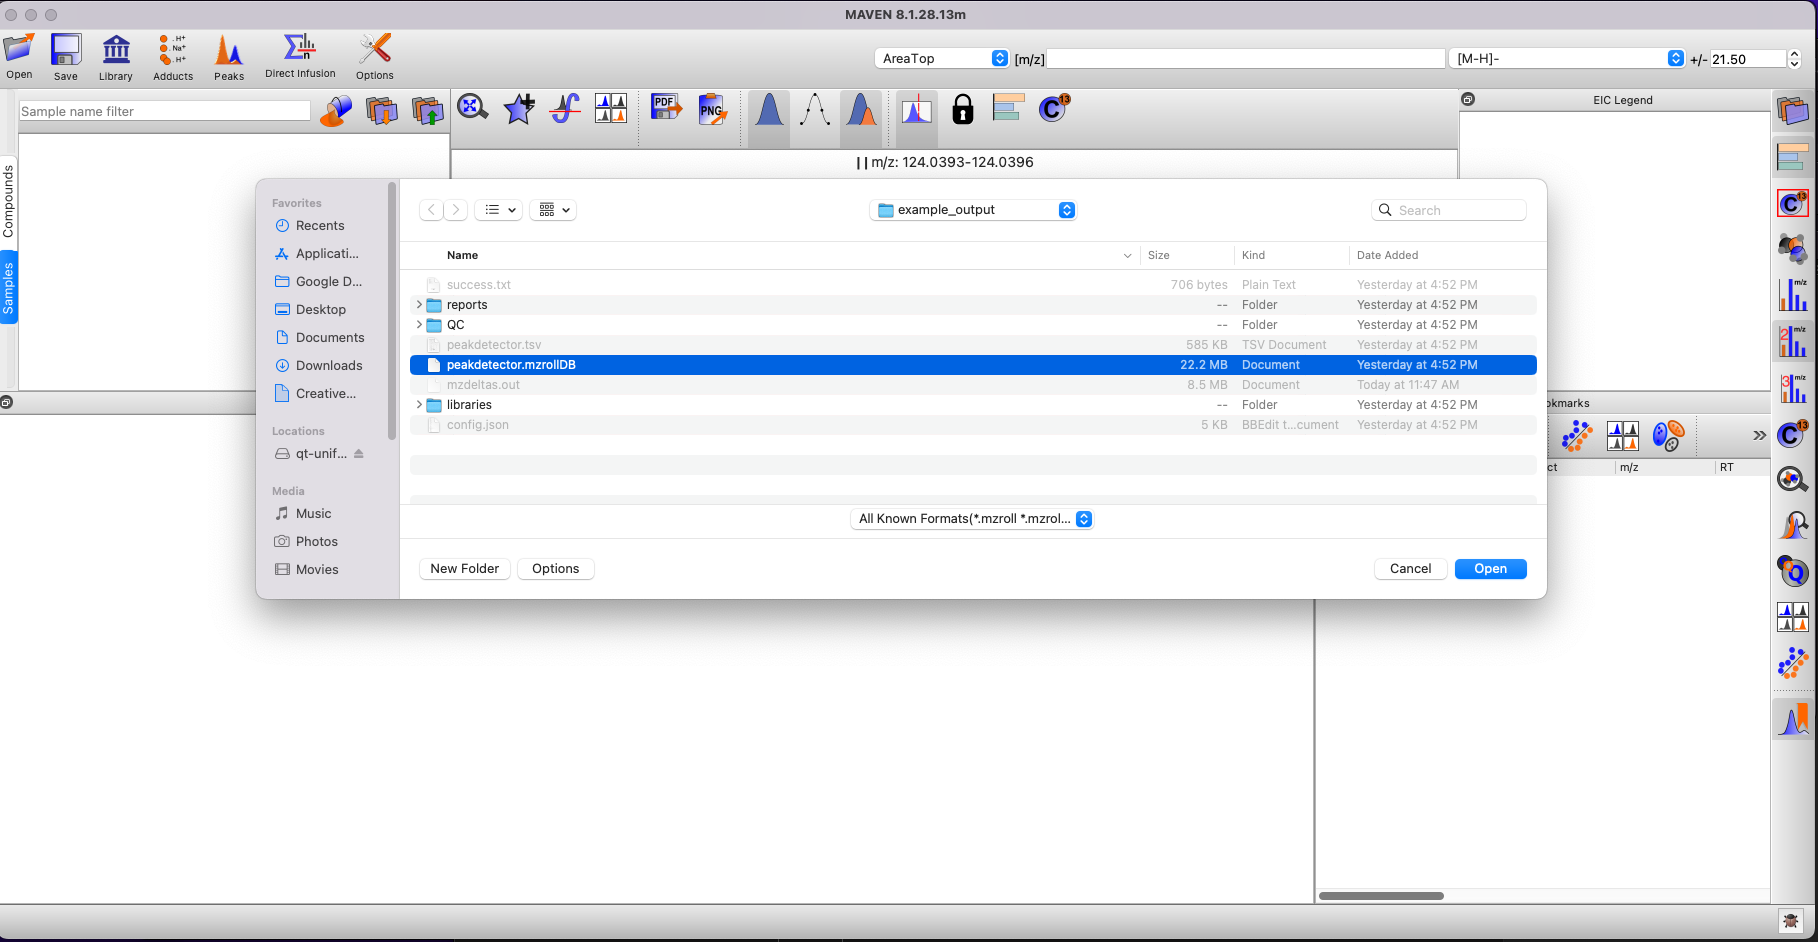 MAVEN 8.1.28.13m
Open
Save
Library
Adducts
Peaks
Direct Infusion
Options
AreaTop
[m/z]
[M-H]-
+/- 21.50
Sample name filter
PDF
PNG
13
C
EIC Legend
Compounds
Samples
m/z: 124.0393-124.0396
Favorites
Recents
Applicati...
Google D...
Desktop
Documents
Downloads
Creative...
Locations
qt-unif...
Media
Music
Photos
Movies
example_output
Search
Name Size Kind Date Added
success.txt 706 bytes Plain Text Yesterday at 4:52 PM
reports -- Folder Yesterday at 4:52 PM
QC -- Folder Yesterday at 4:52 PM
peakdetector.tsv 585 KB TSV Document Yesterday at 4:52 PM
peakdetector.mzrollDB 22.2 MB Document Yesterday at 4:52 PM
mzdeltas.out 8.5 MB Document Today at 11:47 AM
libraries -- Folder Yesterday at 4:52 PM
config.json 5 KB BBEdit t...cument Yesterday at 4:52 PM
All Known Formats(*.mzroll *.mzrol...
New Folder
Options
Cancel
Open
okmarks
ct m/z RT
C 13
m/z
2 m/z
3 m/z
C 13
Q